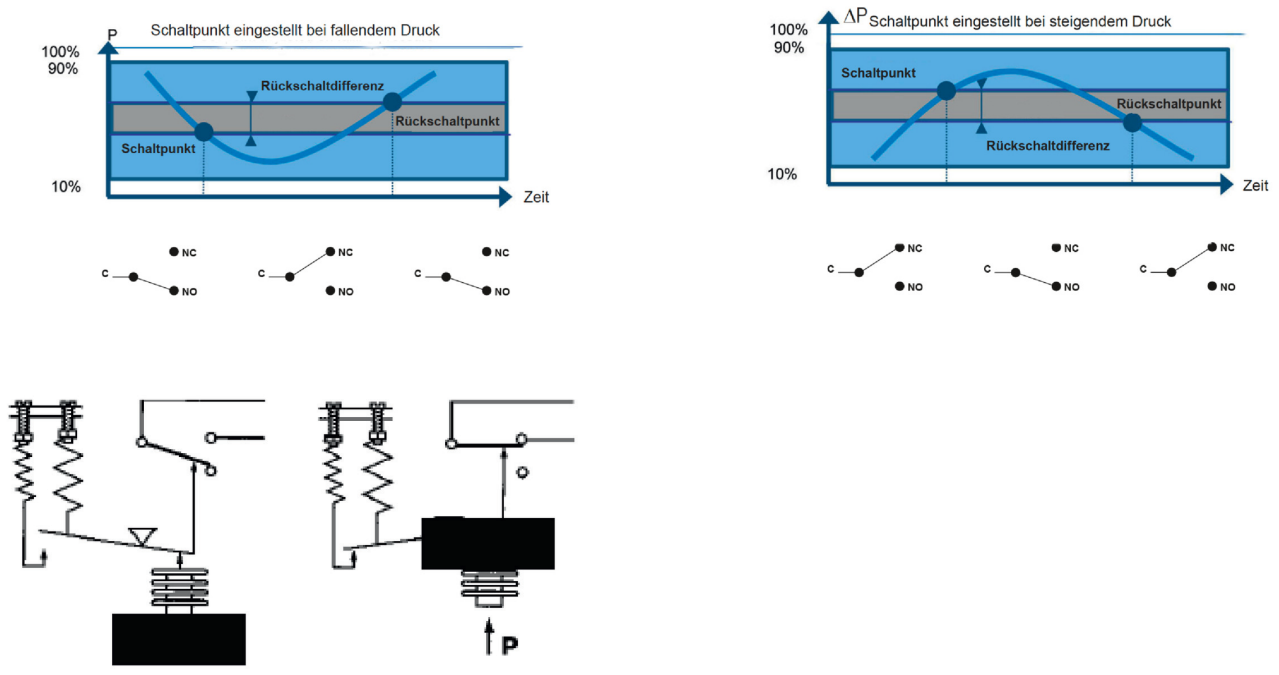 P
Schaltpunkt eingestellt bei fallendem Druck
100%
90%
Rückschaltdifferenz
Rückschaltpunkt
Schaltpunkt
10%
Zeit
NC
C
NO
NC
C
NO
NC
C
NO
ΔP
Schaltpunkt eingestellt bei steigendem Druck
100%
90%
Schaltpunkt
Rückschaltpunkt
Rückschaltdifferenz
10%
Zeit
NC
C
NO
NC
C
NO
NC
C
NO
P